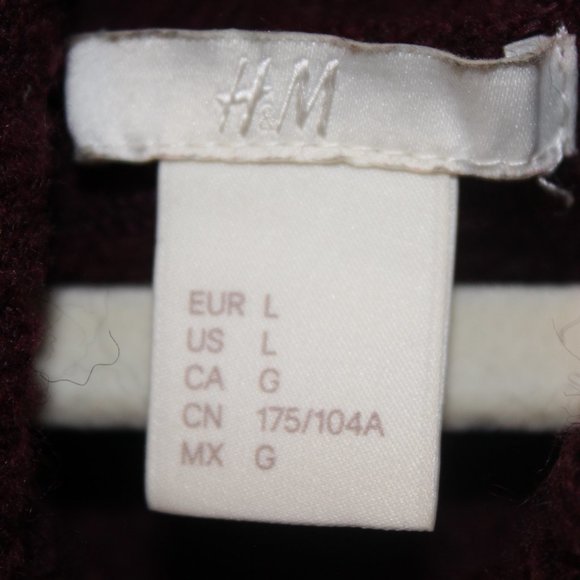 H&M
EUR L
US L
CA G
CN 175/104A
MX G